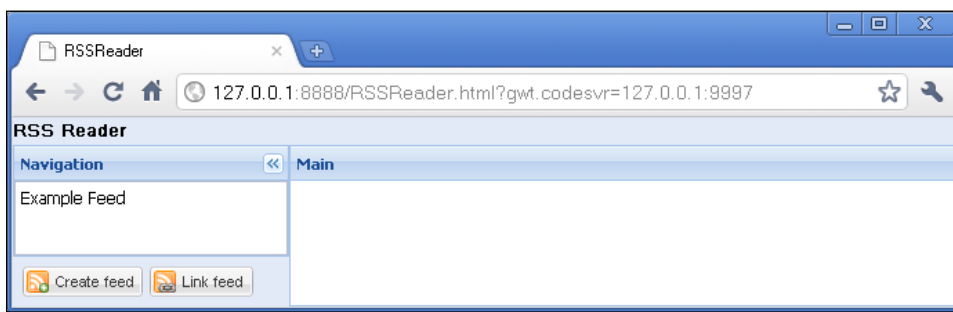 RSSReader
127.0.0.1:8888/RSSReader.html?gwt.codesvr=127.0.0.1:9997
RSS Reader
Navigation
Main
Example Feed
Create feed
Link feed